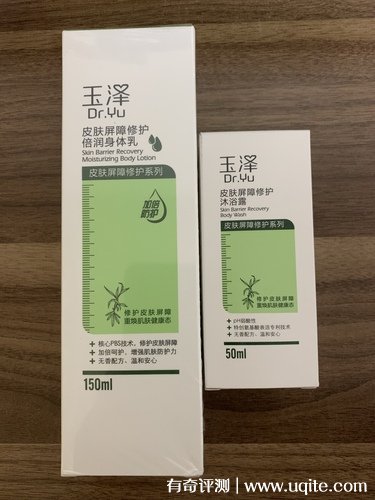 玉泽
Dr.Yu
皮肤屏障修护
倍润身体乳
Skin Barrier Recovery
Moisturizing Body Lotion
皮肤屏障修护系列
加倍
防护
修护皮肤屏障
重焕肌肤健康态
核心PBS技术，修护皮肤屏障
加倍呵护，增强肌肤防护力
无香配方、温和安心
150ml
玉泽
Dr.Yu
皮肤屏障修护
沐浴露
Skin Barrier Recovery
Body Wash
皮肤屏障修护系列
修护皮肤屏障
重焕肌肤健康态
pH弱酸性
特创氨基酸表活专利技术
无香配方、温和安心
50ml
有奇评测 | www.uqite.com